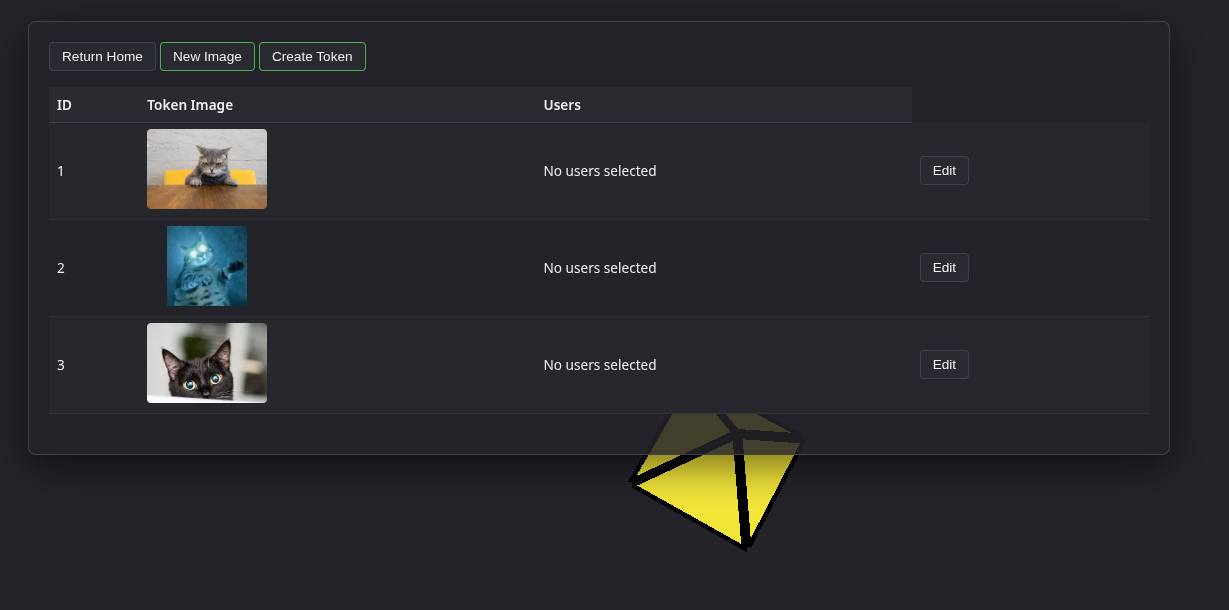 Return Home New Image Create Token
ID Token Image Users
1 No users selected Edit
2 No users selected Edit
3 No users selected Edit